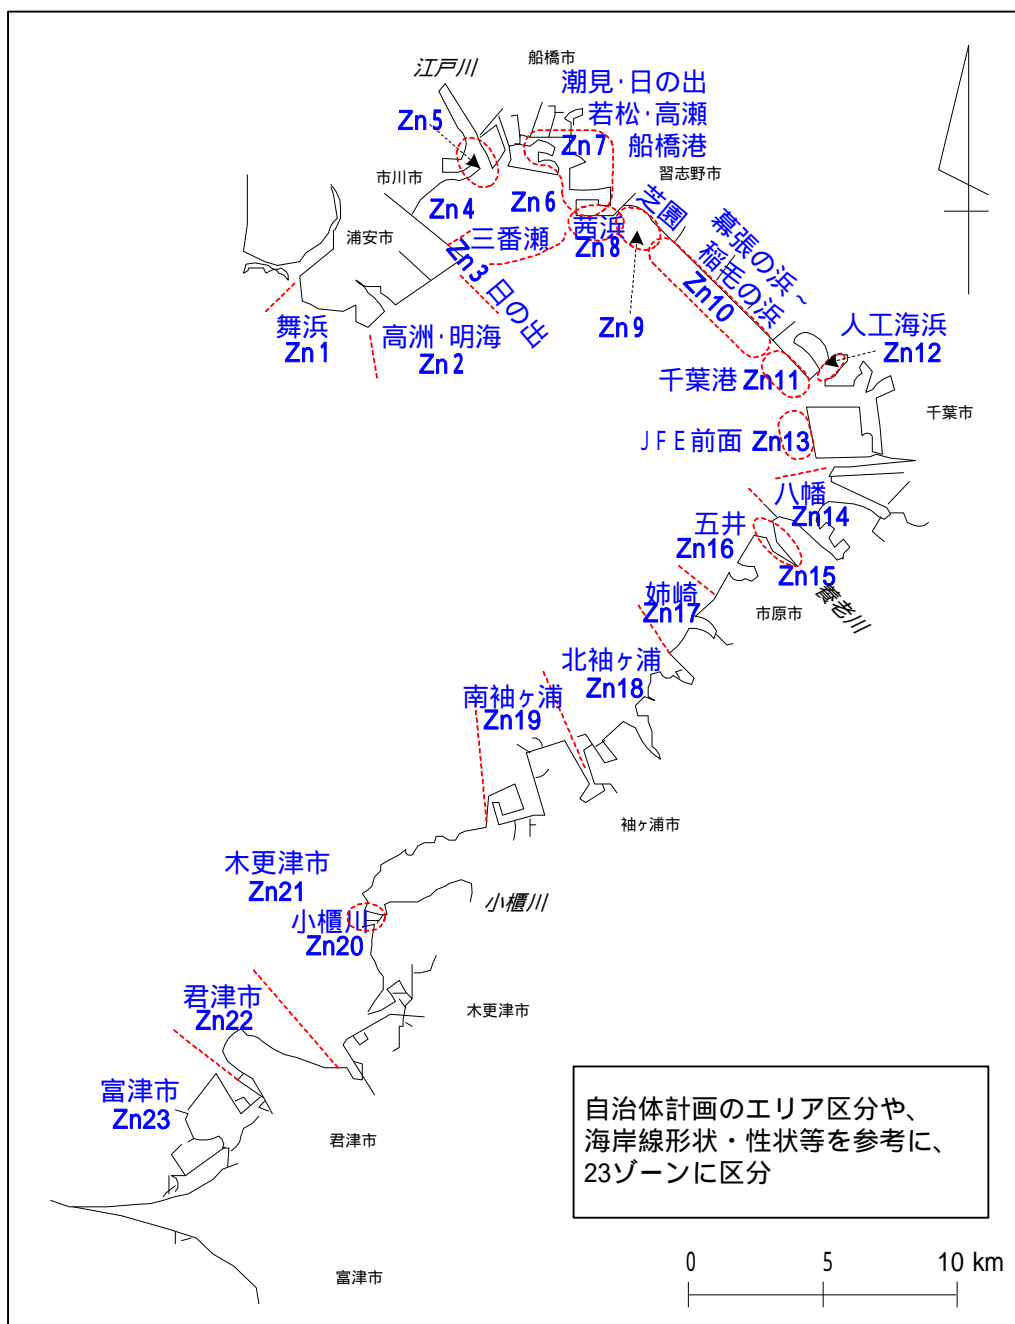 船橋市
江戸川
潮見・日の出
若松・高瀬
船橋港
Zn5
Zn7
習志野市
市川市
Zn4
Zn6
芝園
浦安市
三番瀬
茜浜
Zn8
幕張の浜~
稲毛の浜
Zn3 日の出
Zn10
Zn9
舞浜
Zn1
高洲・明海
Zn2
人工海浜
Zn12
千葉港 Zn11
千葉市
JFE前面 Zn13
八幡
Zn14
五井
Zn16
Zn15
養老川
姉崎
Zn17
市原市
北袖ヶ浦
Zn18
南袖ヶ浦
Zn19
袖ヶ浦市
木更津市
Zn21
小櫃川
小櫃川
Zn20
君津市
Zn22
木更津市
富津市
Zn23
君津市
自治体計画のエリア区分や、
海岸線形状・性状等を参考に、
23ゾーンに区分
富津市
0 5 10 km